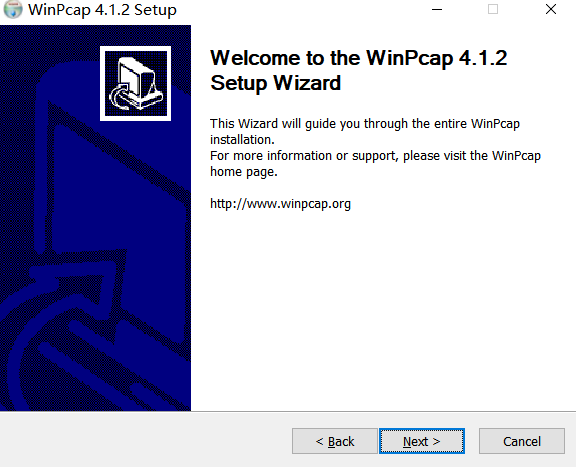 WinPcap 4.1.2 Setup
Welcome to the WinPcap 4.1.2
Setup Wizard
This Wizard will guide you through the entire WinPcap
installation.
For more information or support, please visit the WinPcap
home page.
http://www.winpcap.org
< Back
Next >
Cancel